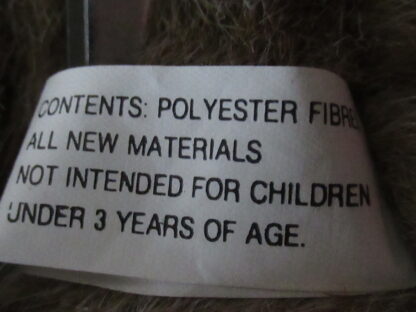 CONTENTS: POLYESTER FIBRE
ALL NEW MATERIALS
NOT INTENDED FOR CHILDREN
UNDER 3 YEARS OF AGE.